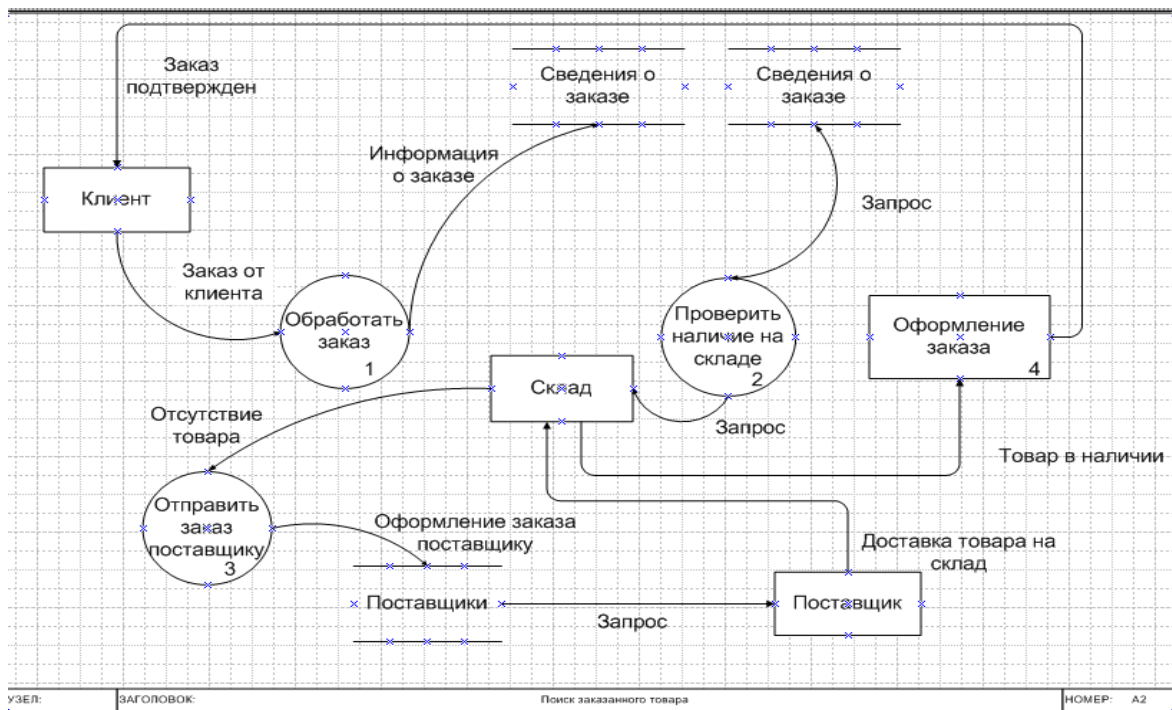 Заказ
подтвержден
Сведения о
заказе
Сведения о
заказе
Информация
о заказе
Клиент
Запрос
Заказ от
клиента
Обработать
заказ
1
Проверить
наличие на
складе
2
Оформление
заказа
4
Склад
Отсутствие
товара
Запрос
Товар в наличии
Отправить
заказ
поставщику
3
Оформление заказа
поставщику
Доставка товара на
склад
Поставщики
Запрос
Поставщик
УЗЕЛ:
ЗАГОЛОВОК:
Поиск заказанного товара
НОМЕР: A2